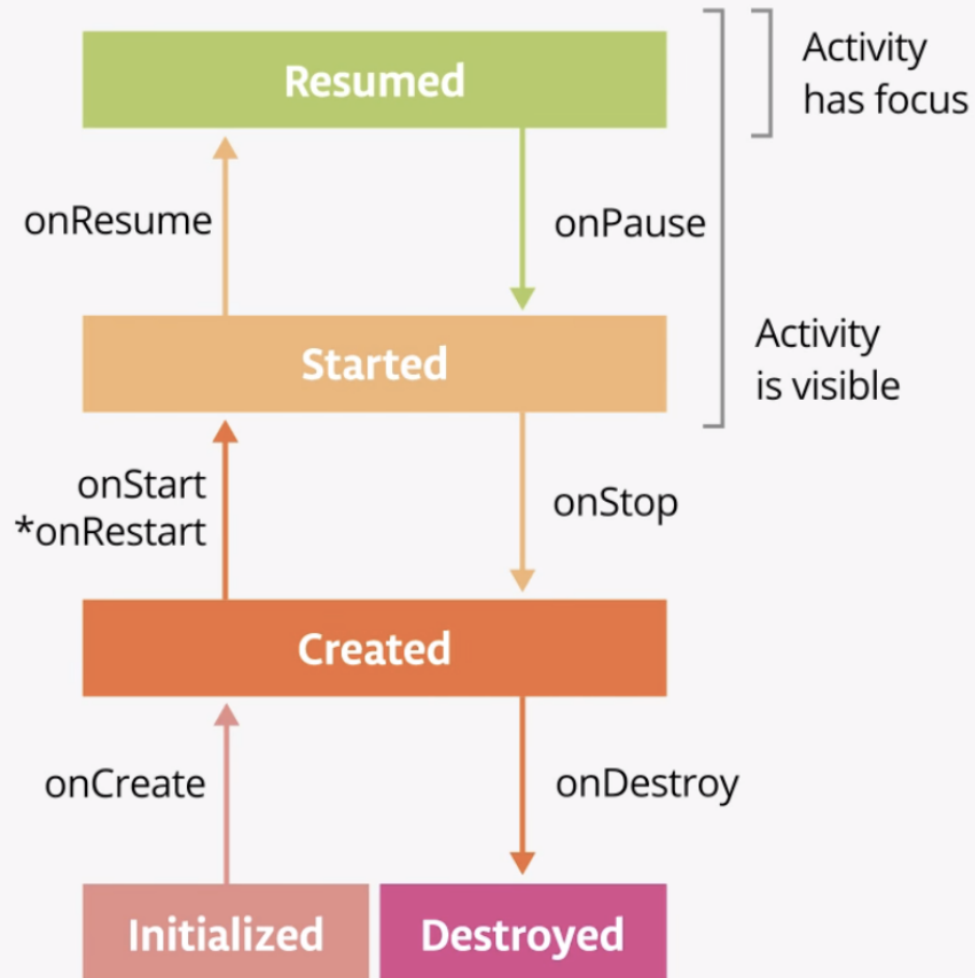 Resumed
Activity
has focus
onResume
onPause
Started
Activity
is visible
onStart
*onRestart
onStop
Created
onCreate
onDestroy
Initialized
Destroyed